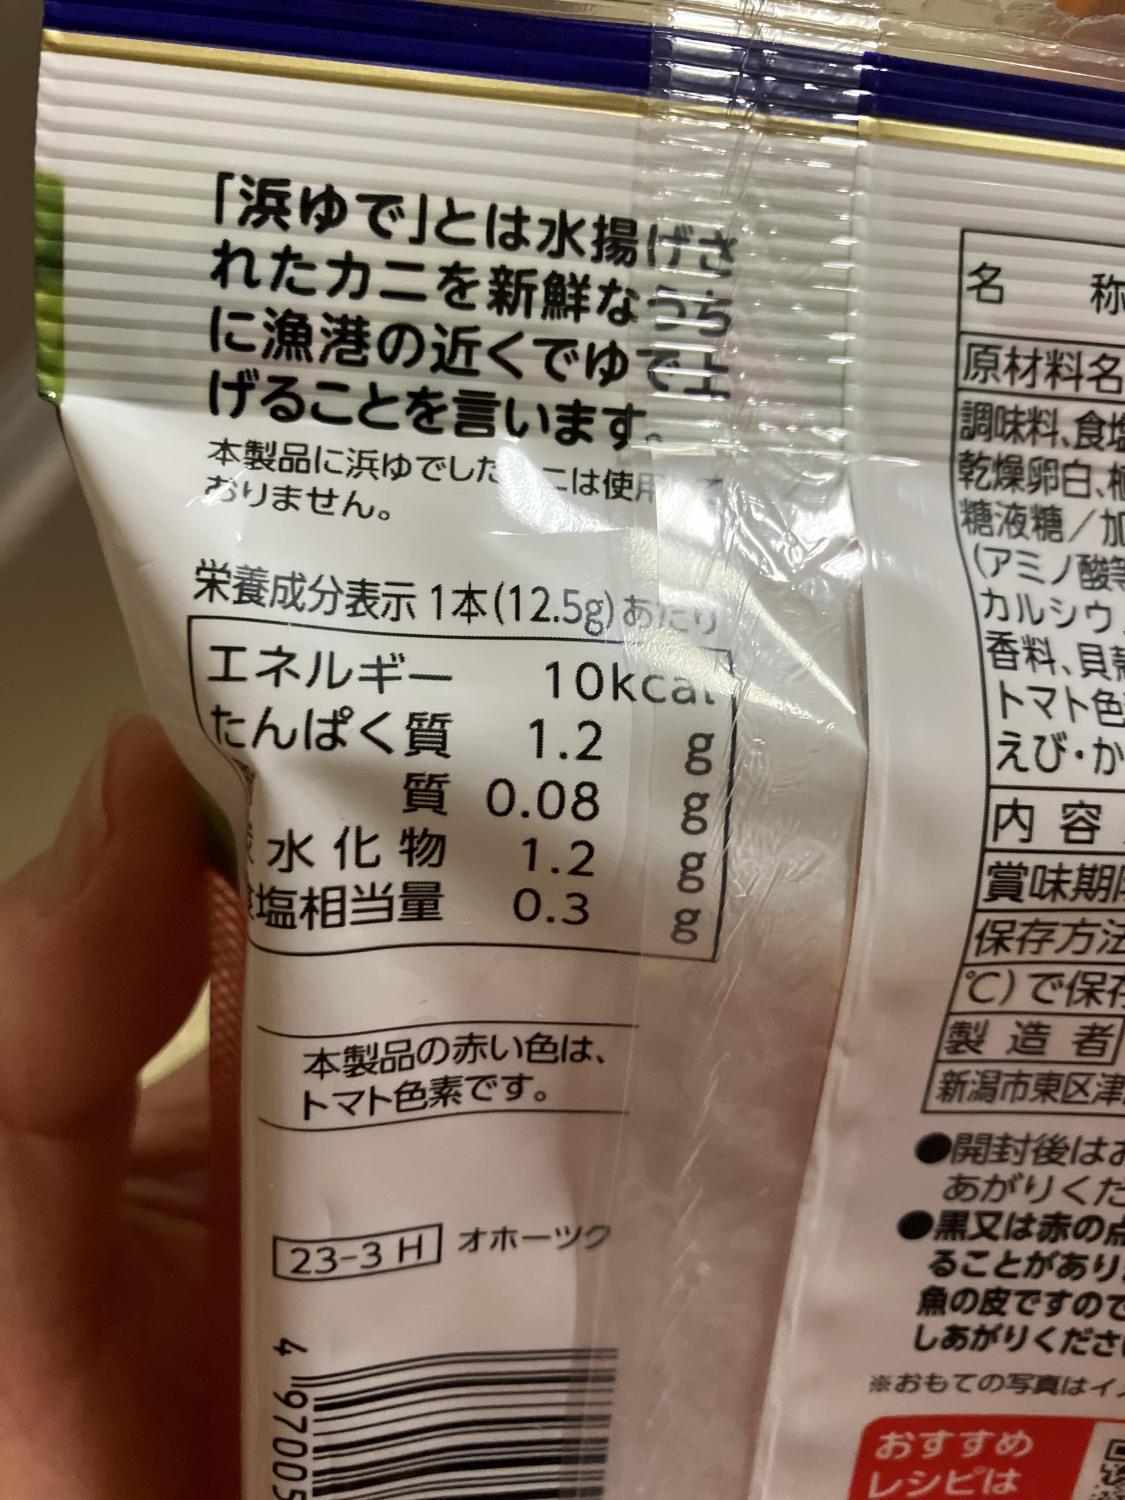 「浜ゆで」とは水揚げさ
れたカニを新鮮なうち
に漁港の近くでゆで上
げることを言います。
本製品に浜ゆでした には使用 て
おりません。
栄養成分表示 1本(12.5g)あたり
エネルギー 10kcal
たんぱく質 1.2 g
質 0.08 g
水化物 1.2 g
塩相当量 0.3 g
本製品の赤い色は、
トマト色素です。
23-3 H オホーツク
4 97005
名 称
原材料名
調味料、食塩
乾燥卵白、
糖液糖／加
(アミノ酸等
カルシウ
香料、貝
トマト色
えび・か
内容
賞味期限
保存方法
℃)で保存
製造者
新潟市東区津
●開封後はお
あがりくだ
●黒又は赤の点
ることがあり
魚の皮ですので
しあがりくださ
※おもての写真はイ
おすすめ
レシピは